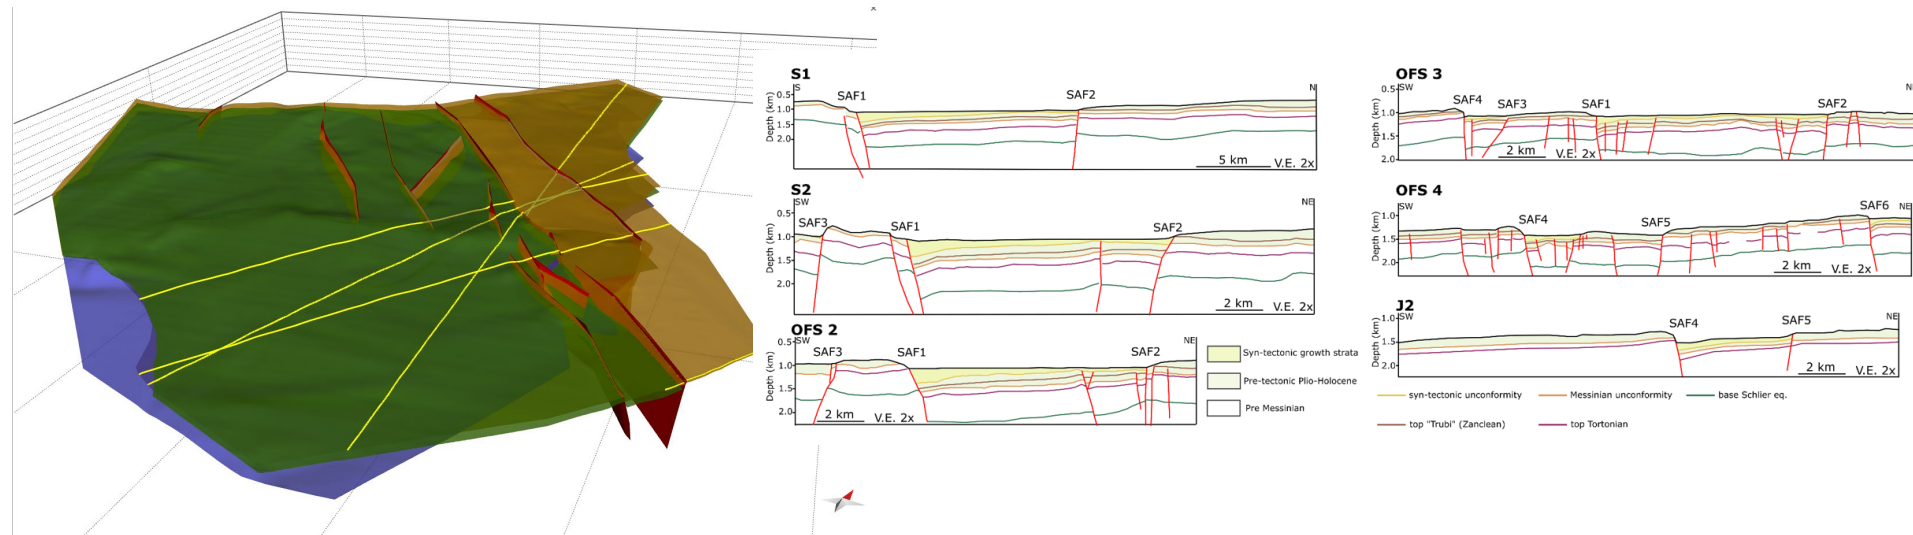 S1
S
N
SAF1
SAF2
Depth (km)
0.5
1.0
1.5
2.0
5 km
V.E. 2x
S2
NE
SAF3
SAF1
SAF2
Depth (km)
0.5
1.0
1.5
2.0
2 km
V.E. 2x
OFS 2
SW
NE
SAF3
SAF1
SAF2
Depth (km)
0.5
1.0
1.5
2.0
2 km
V.E. 2x
Syn-tectonic growth strata
Pre-tectonic Plio-Holocene
Pre Messinian
OFS 3
SW
SAF4
SAF3
SAF1
SAF2
Depth (km)
0.5
1.0
1.5
2.0
2 km
V.E. 2x
OFS 4
SW
NE
SAF4
SAF5
SAF6
Depth (km)
1.0
1.5
2.0
2 km
V.E. 2x
J2
SW
NE
SAF4
SAF5
Depth (km)
1.0
1.5
2.0
2 km
V.E. 2x
syn-tectonic unconformity
Messinian unconformity
base Schlier eq.
top "Trubi" (Zanclean)
top Tortonian